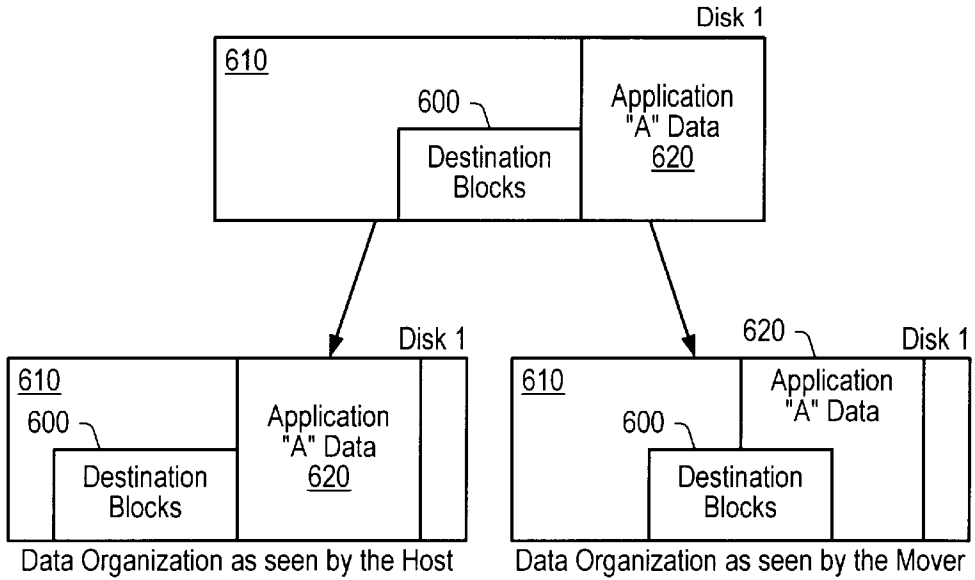 Disk 1
610
600
Application
"A" Data
620
Destination
Blocks
Disk 1
610
600
Application
"A" Data
620
Destination
Blocks
Data Organization as seen by the Host
620
Disk 1
610
Application
"A" Data
600
Destination
Blocks
Data Organization as seen by the Mover